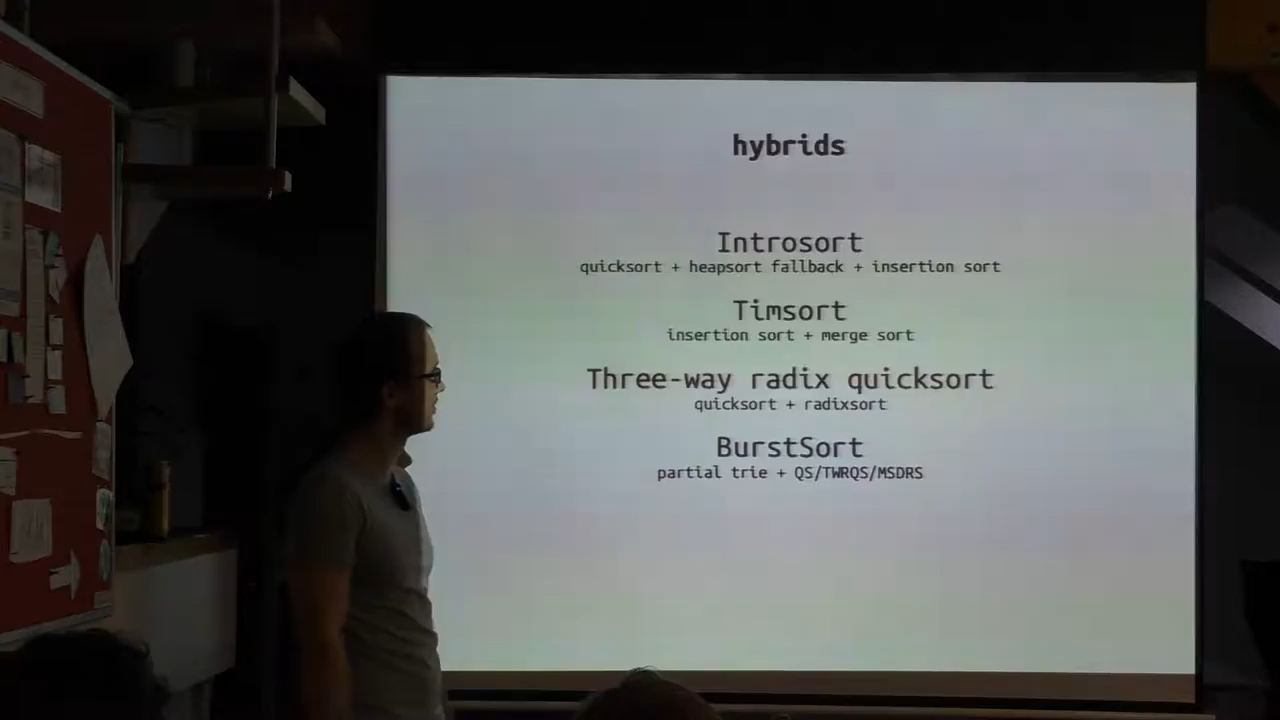 hybrids
Introsort
quicksort + heapsort fallback + insertion sort
Timsort
insertion sort + merge sort
Three-way radix quicksort
quicksort + radixsort
BurstSort
partial trie + QS/TWRQS/MSDRS